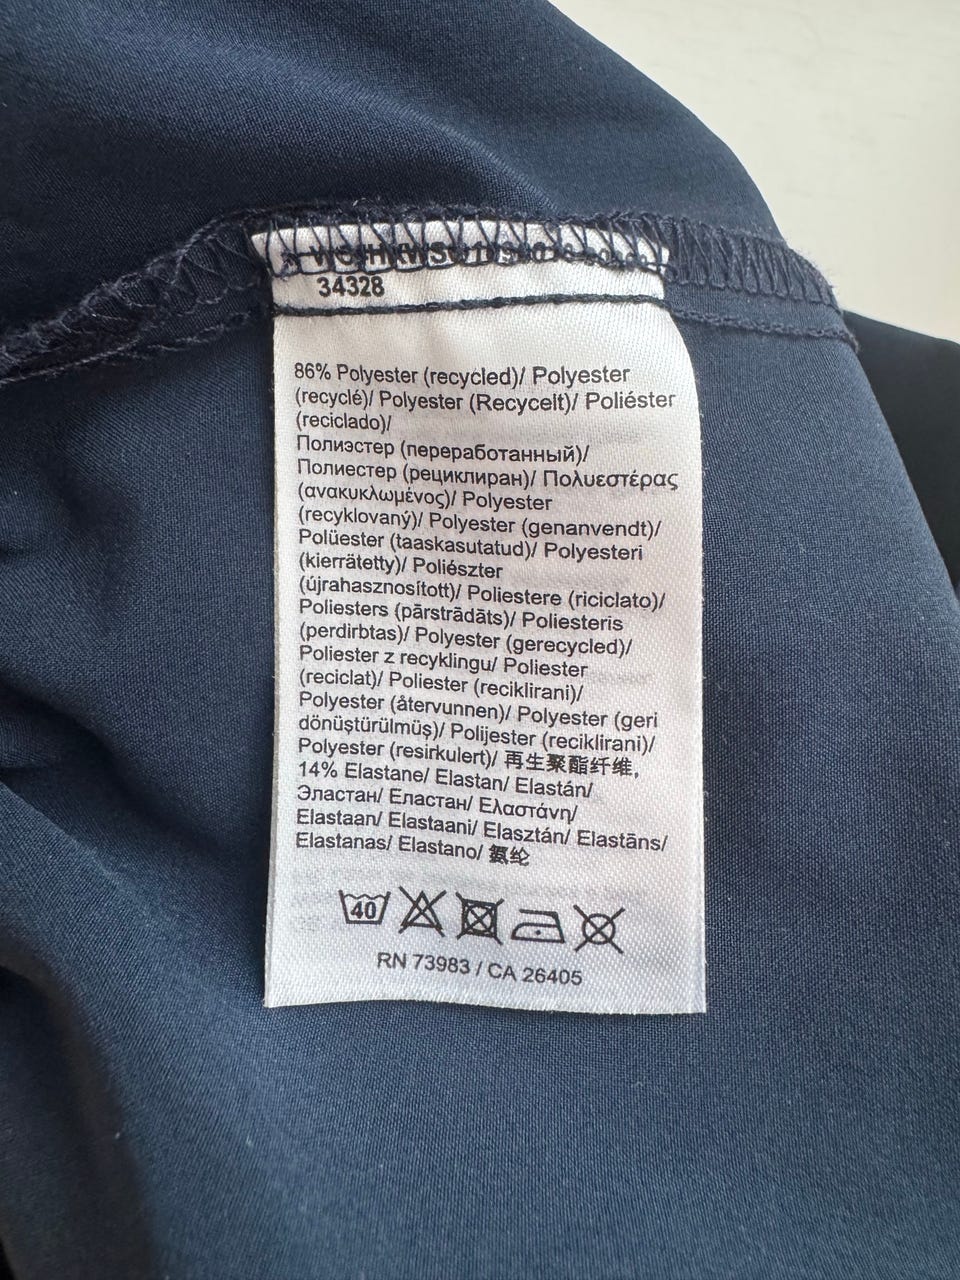 34328
86% Polyester (recycled)/ Polyester
(recyclé)/ Polyester (Recycelt)/ Poliéster
(reciclado)/
Полиэстер (переработанный)/
Полиестер (рециклиран)/ Πολυεστέρας
(ανακυκλωμένος)/ Polyester
(recyklovaný)/ Polyester (genanvendt)/
Polüester (taaskasutatud)/ Polyesteri
(kierrätetty)/ Poliészter
(újrahasznosított)/ Poliestere (riciclato)/
Poliesters (pārstrādāts)/ Poliesteris
(perdirbtas)/ Polyester (gerecycled)/
Poliester z recyklingu/ Poliester
(reciclat)/ Poliester (reciklirani)/
Polyester (återvunnen)/ Polyester (geri
dönüştürülmüş)/ Polijester (reciklirani)/
Polyester (resirkulert)/ 再生聚酯纤维,
14% Elastane/ Elastan/ Elastán/
Эластан/ Еластан/ Ελαστάνη/
Elastaan/ Elastaani/ Elasztán/ Elastāns/
Elastanas/ Elastano/ 氨纶
40
RN 73983 / CA 26405